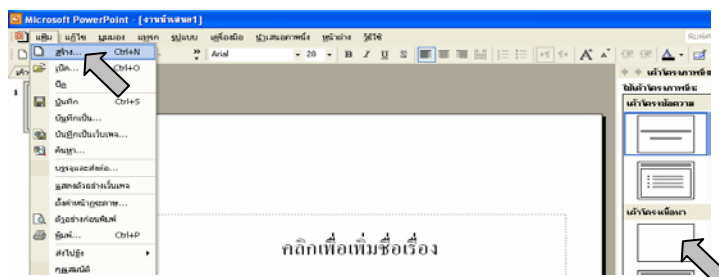 Microsoft PowerPoint - [งานนำเสนอ1]
แฟ้ม แก้ไข มุมมอง แทรก รูปแบบ เครื่องมือ นำเสนอภาพนิ่ง หน้าต่าง วิธีใช้
Arial 28 B I U S A A A
สร้าง... Ctrl+N
เปิด... Ctrl+O
ปิด
บันทึก Ctrl+S
บันทึกเป็น...
บันทึกเป็นเว็บเพจ...
ค้นหา...
บรรจุและส่งต่อ...
แสดงตัวอย่างเว็บเพจ
ตั้งค่าหน้ากระดาษ...
ตัวอย่างก่อนพิมพ์
พิมพ์... Ctrl+P
ส่งไปยัง
คุณสมบัติ
1
คลิกเพื่อเพิ่มชื่อเรื่อง
เค้าโครงภาพนิ่ง
ใช้เค้าโครงภาพนิ่ง:
เค้าโครงข้อความ
เค้าโครงเนื้อหา